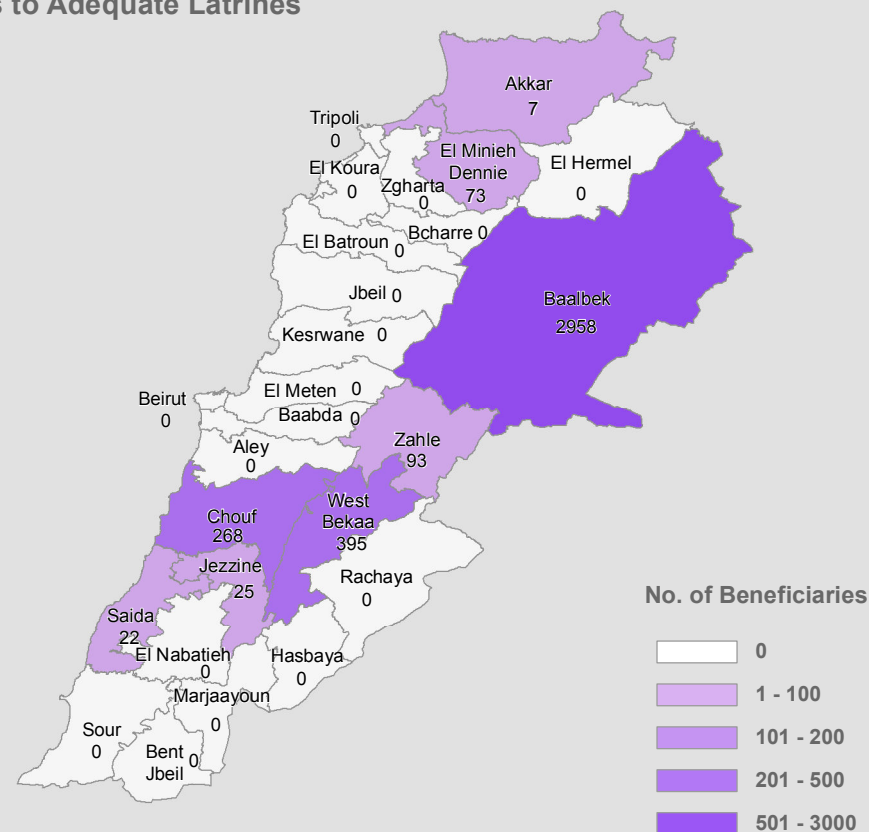 s to Adequate Latrines
Akkar
7
Tripoli
0
El Minieh
Dennie
73
El Hermel
0
El Koura
0
Zgharta
0
Bcharre 0
El Batroun 0
Jbeil 0
Baalbek
2958
Kesrwane 0
El Meten 0
Beirut
0
Baabda 0
Aley
0
Zahle
93
West
Bekaa
395
Chouf
268
Jezzine
25
Rachaya
0
Saida
22
El Nabatieh
0
Hasbaya
0
Marjaayoun
0
Sour
0
Bent
Jbeil
0
No. of Beneficiaries
0
1 - 100
101 - 200
201 - 500
501 - 3000